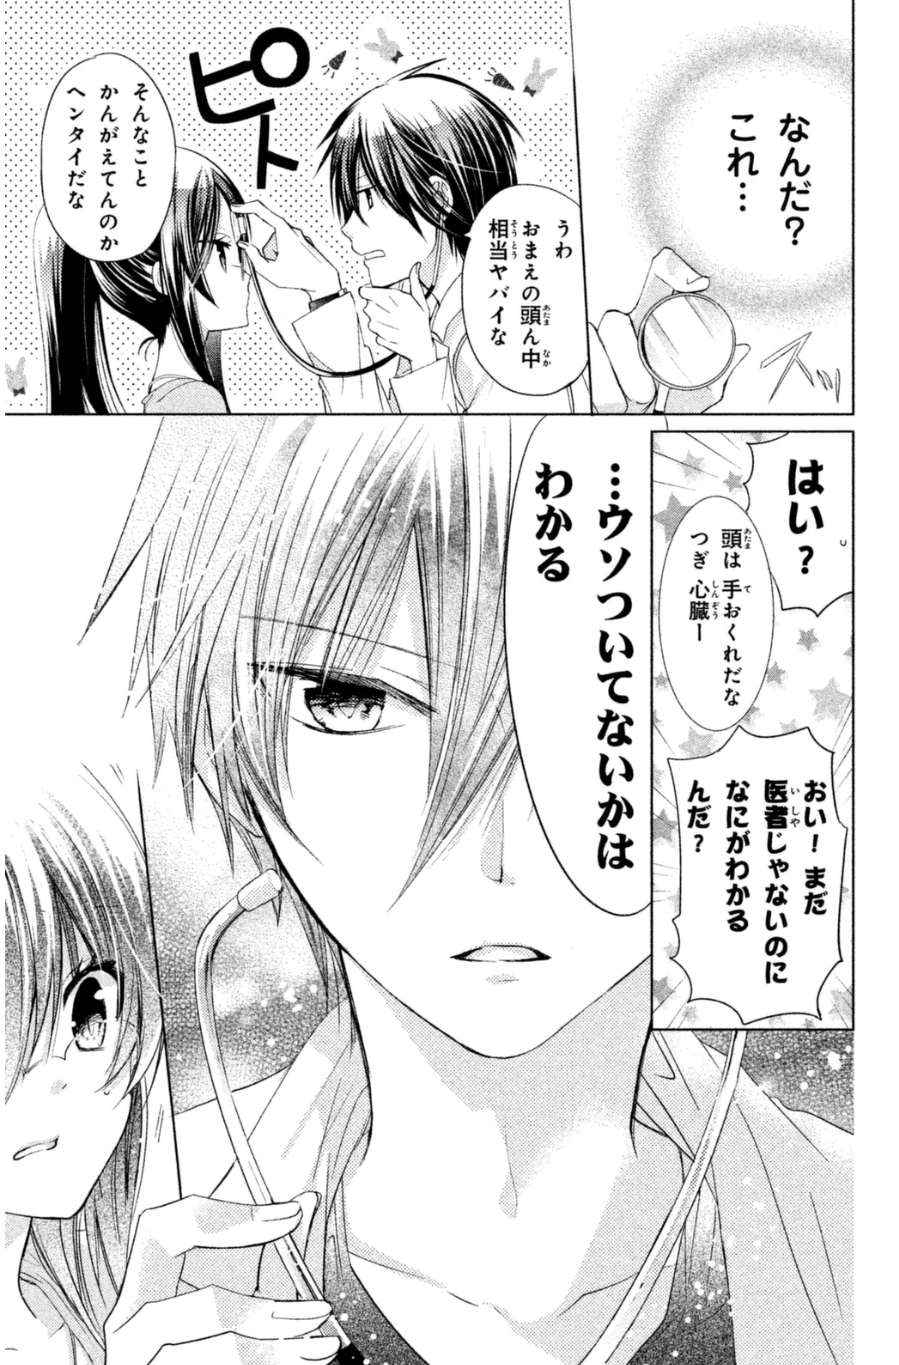 なんだ?
これ…
スッ
ピト
うわ
おまえの頭ん中
相当ヤバイな
そんなこと
かんがえてんのか
ヘンタイだな
はい?
頭は手おくれだな
つぎ心臓ー
おい!まだ
医者じゃないのに
なにがわかる
んだ?
…ウソついてないかは
わかる